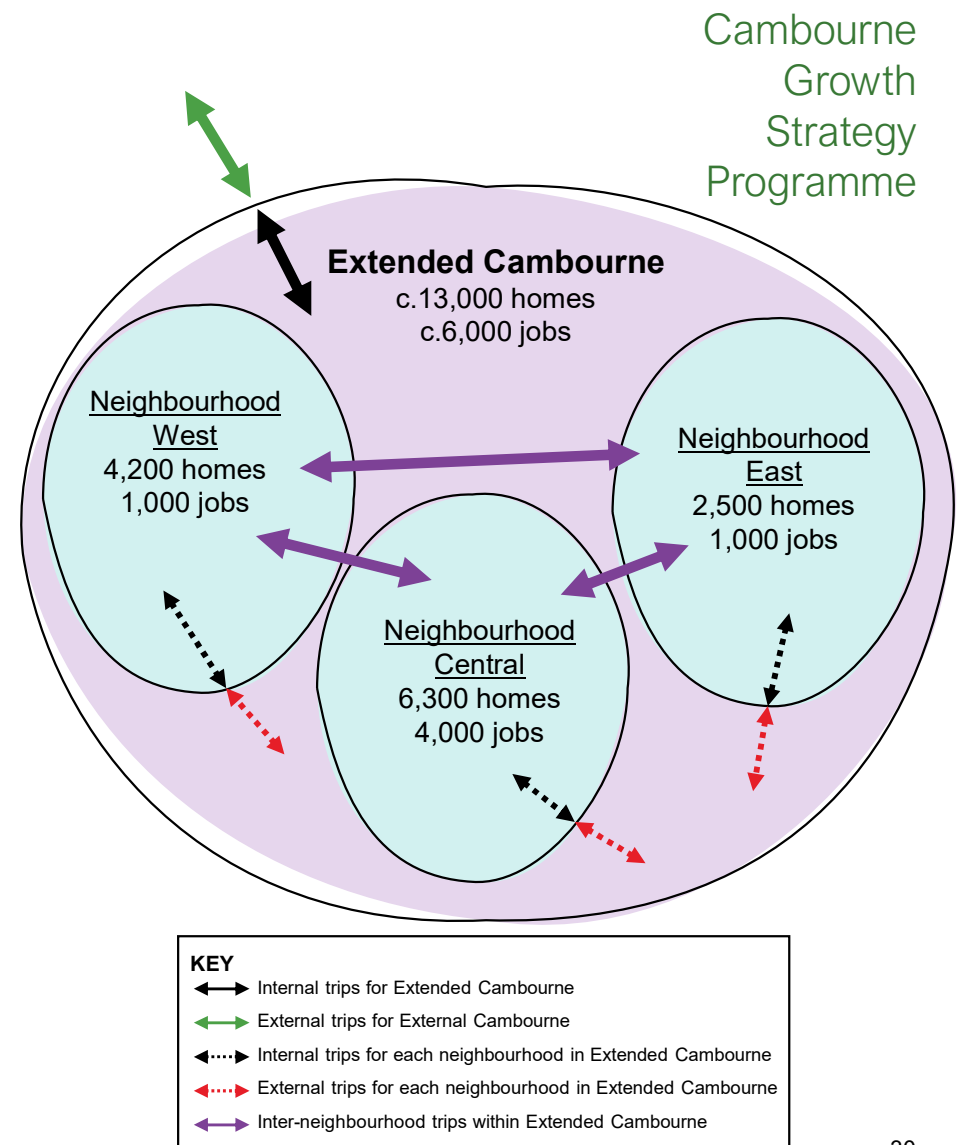 Cambourne
Growth
Strategy
Programme
Extended Cambourne
c.13,000 homes
c.6,000 jobs
Neighbourhood
West
4,200 homes
1,000 jobs
Neighbourhood
East
2,500 homes
1,000 jobs
Neighbourhood
Central
6,300 homes
4,000 jobs
KEY
Internal trips for Extended Cambourne
External trips for External Cambourne
Internal trips for each neighbourhood in Extended Cambourne
External trips for each neighbourhood in Extended Cambourne
Inter-neighbourhood trips within Extended Cambourne